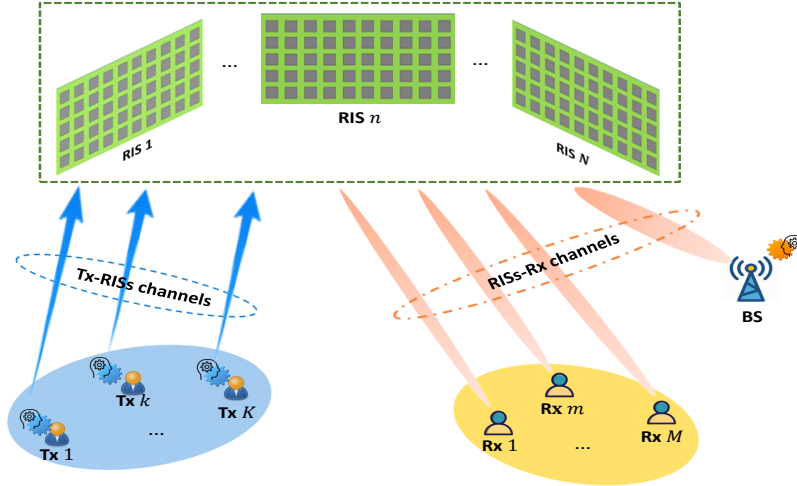 ...
...
RIS n
RIS 1
RIS N
Tx-RISs channels
RISs-Rx channels
BS
Tx k
Tx K
Tx 1
...
Rx m
Rx 1
Rx M
...